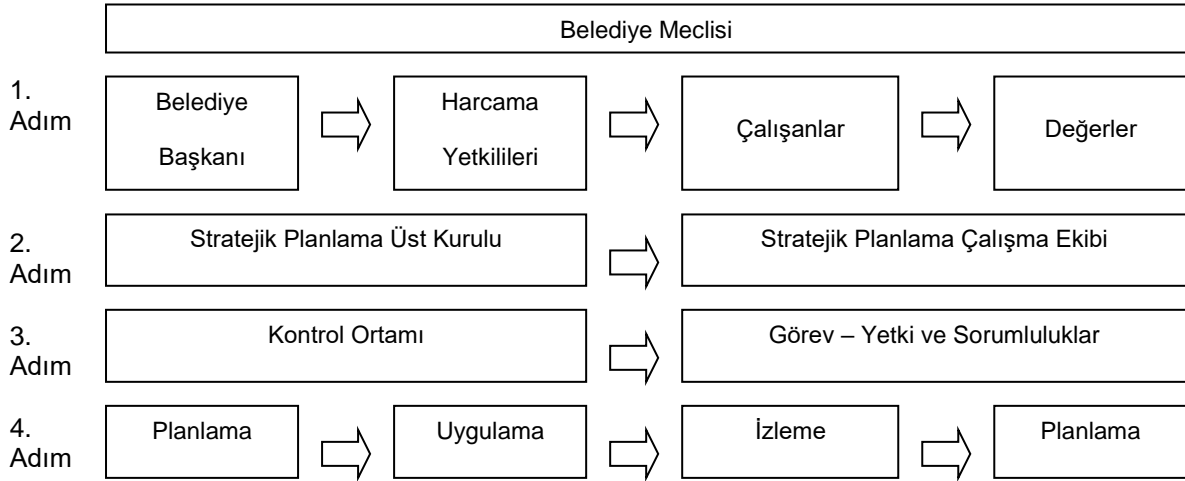 Belediye Meclisi
1.
Adım
Belediye
Başkanı
Harcama
Yetkilileri
Çalışanlar
Değerler
2.
Adım
Stratejik Planlama Üst Kurulu
Stratejik Planlama Çalışma Ekibi
3.
Adım
Kontrol Ortamı
Görev – Yetki ve Sorumluluklar
4.
Adım
Planlama
Uygulama
İzleme
Planlama